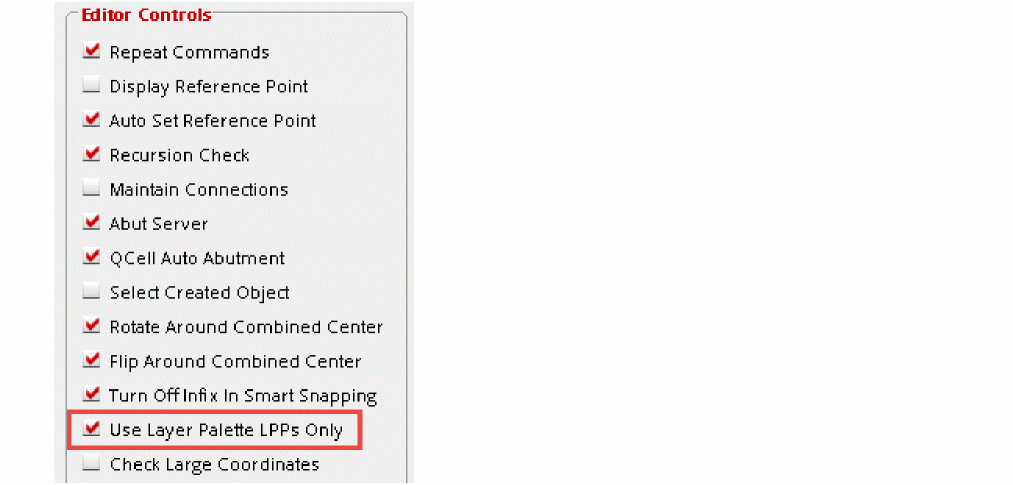 Editor Controls
Repeat Commands
Display Reference Point
Auto Set Reference Point
Recursion Check
Maintain Connections
Abut Server
QCell Auto Abutment
Select Created Object
Rotate Around Combined Center
Flip Around Combined Center
Turn Off Infix In Smart Snapping
Use Layer Palette LPPs Only
Check Large Coordinates